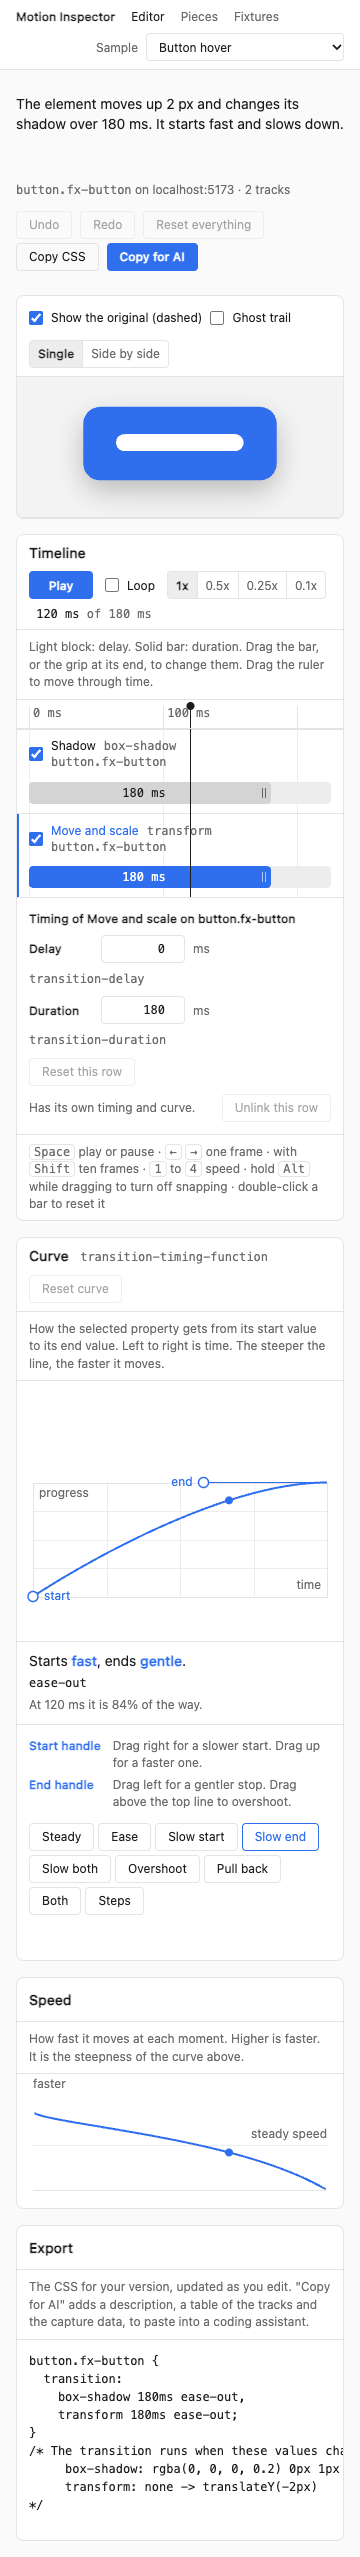 Motion Inspector Editor Pieces Fixtures
Sample Button hover
The element moves up 2 px and changes its
shadow over 180 ms. It starts fast and slows down.
button.fx-button on localhost:5173 · 2 tracks
Undo Redo Reset everything
Copy CSS Copy for AI
Show the original (dashed) Ghost trail
Single Side by side
Timeline
Play Loop 1x 0.5x 0.25x 0.1x
120 ms of 180 ms
Light block: delay. Solid bar: duration. Drag the bar,
or the grip at its end, to change them. Drag the ruler
to move through time.
0 ms 100 ms
Shadow box-shadow
button.fx-button
180 ms
Move and scale transform
button.fx-button
180 ms
Timing of Move and scale on button.fx-button
Delay 0 ms
transition-delay
Duration 180 ms
transition-duration
Reset this row
Has its own timing and curve. Unlink this row
Space play or pause · ← → one frame · with
Shift ten frames · 1 to 4 speed · hold Alt
while dragging to turn off snapping · double-click a
bar to reset it
Curve transition-timing-function
Reset curve
How the selected property gets from its start value
to its end value. Left to right is time. The steeper the
line, the faster it moves.
end
progress
time
start
Starts fast, ends gentle.
ease-out
At 120 ms it is 84% of the way.
Start handle Drag right for a slower start. Drag up
for a faster one.
End handle Drag left for a gentler stop. Drag
above the top line to overshoot.
Steady Ease Slow start Slow end
Slow both Overshoot Pull back
Both Steps
Speed
How fast it moves at each moment. Higher is faster.
It is the steepness of the curve above.
faster
steady speed
Export
The CSS for your version, updated as you edit. "Copy
for AI" adds a description, a table of the tracks and
the capture data, to paste into a coding assistant.
button.fx-button {
transition:
box-shadow 180ms ease-out,
transform 180ms ease-out;
}
/* The transition runs when these values cha
box-shadow: rgba(0, 0, 0, 0.2) 0px 1px
transform: none -> translateY(-2px)
*/